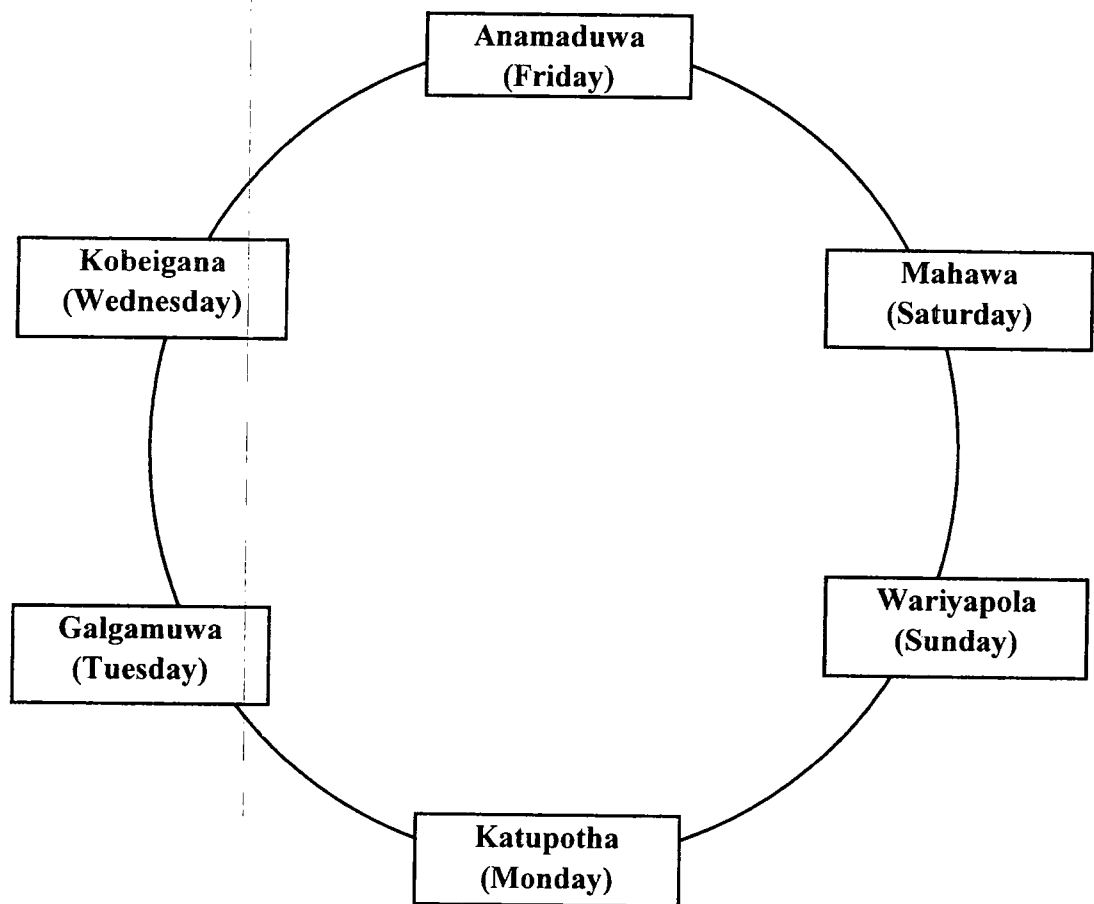 Anamaduwa
(Friday)
Kobeigana
(Wednesday)
Mahawa
(Saturday)
Galgamuwa
(Tuesday)
Wariyapola
(Sunday)
Katupotha
(Monday)